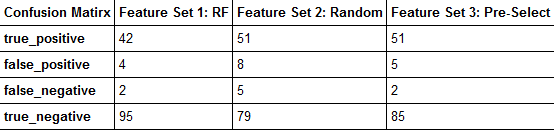 Confusion Matirx Feature Set 1: RF Feature Set 2: Random Feature Set 3: Pre-Select
true_positive 42 51 51
false_positive 4 8 5
false_negative 2 5 2
true_negative 95 79 85